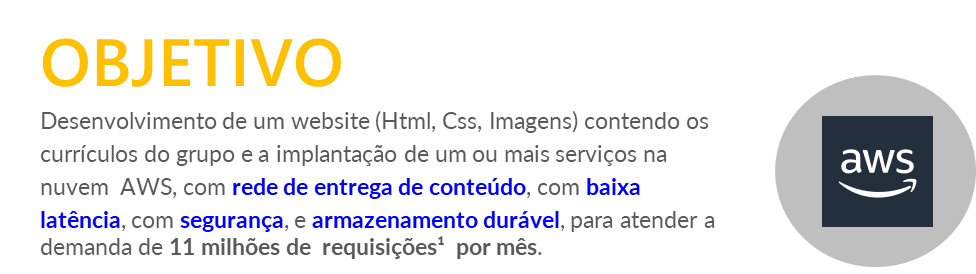 OBJETIVO
Desenvolvimento de um website (Html, Css, Imagens) contendo os
currículos do grupo e a implantação de um ou mais serviços na
nuvem AWS, com rede de entrega de conteúdo, com baixa
latência, com segurança, e armazenamento durável, para atender a
demanda de 11 milhões de requisições¹ por mês.
aws